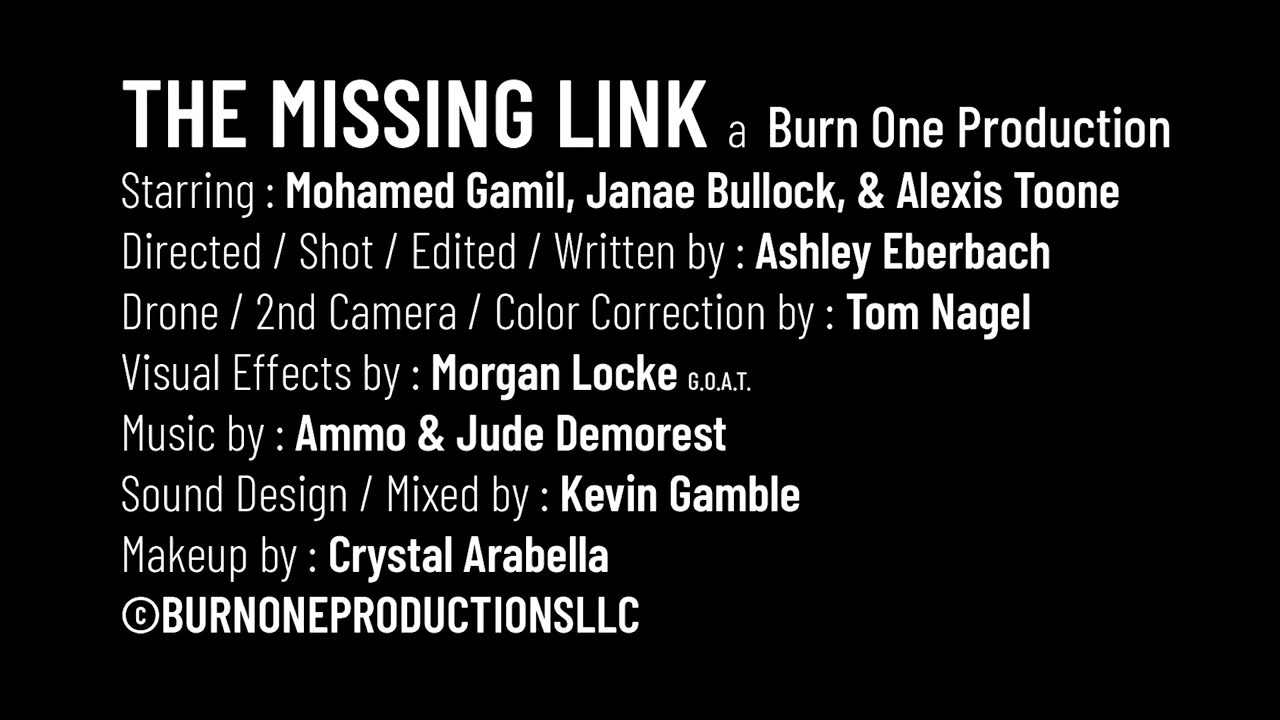 THE MISSING LINK a Burn One Production
Starring : Mohamed Gamil, Janae Bullock, & Alexis Toone
Directed / Shot / Edited / Written by : Ashley Eberbach
Drone / 2nd Camera / Color Correction by : Tom Nagel
Visual Effects by : Morgan Locke G.O.A.T.
Music by : Ammo & Jude Demorest
Sound Design / Mixed by : Kevin Gamble
Makeup by : Crystal Arabella
©BURNONEPRODUCTIONSLLC